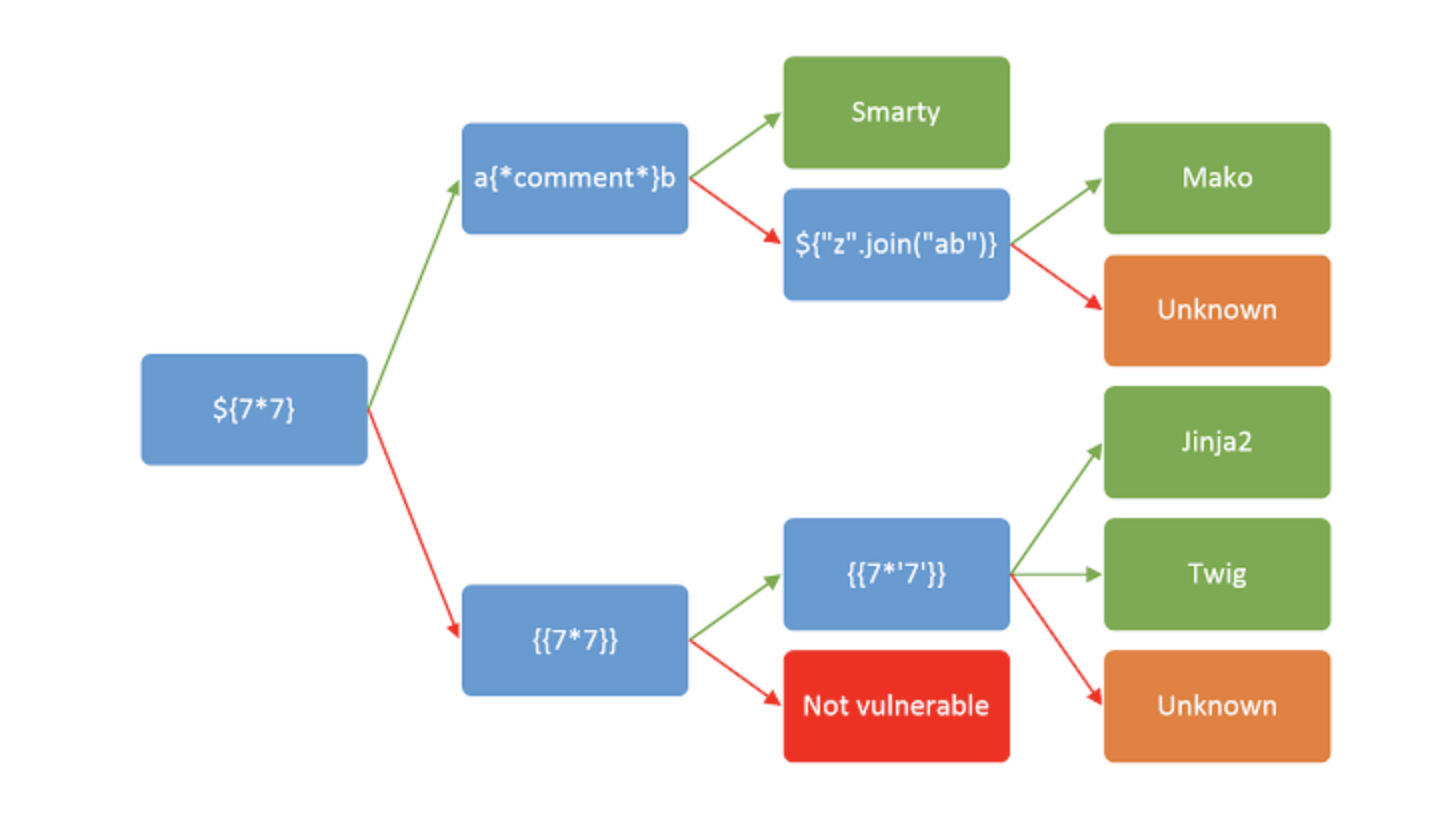 Smarty
a{*comment*}b
Mako
${"z".join("ab")}
Unknown
${7*7}
Jinja2
{{7*'7'}}
Twig
{{7*7}}
Not vulnerable
Unknown